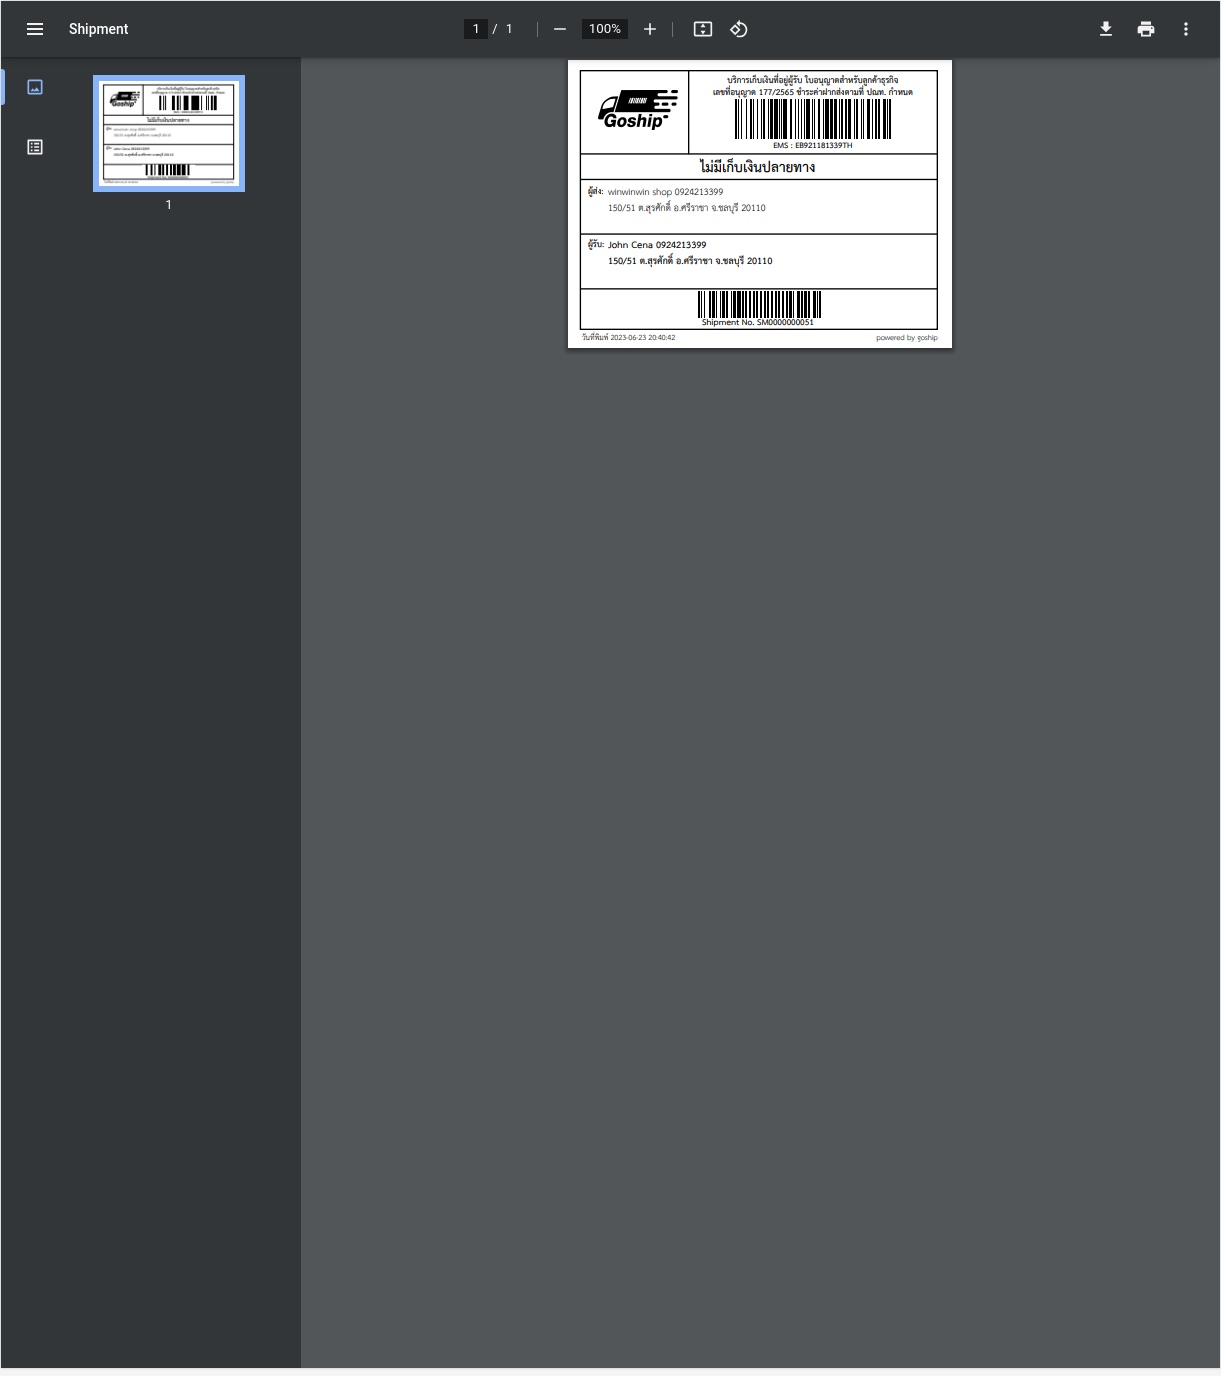 Shipment
1 / 1
100%
1
Goship
บริการเก็บเงินที่อยู่ผู้รับ ใบอนุญาตสำหรับลูกค้าธุรกิจ
เลขที่อนุญาต 177/2565 ชำระค่าฝากส่งตามที่ ปณท. กำหนด
EMS : EB921181339TH
ไม่มีเก็บเงินปลายทาง
ผู้ส่ง: winwinwin shop 0924213399
150/51 ต.สุรศักดิ์ อ.ศรีราชา จ.ชลบุรี 20110
ผู้รับ: John Cena 0924213399
150/51 ต.สุรศักดิ์ อ.ศรีราชา จ.ชลบุรี 20110
Shipment No. SM0000000051
วันที่พิมพ์ 2023-06-23 20:40:42
powered by goship